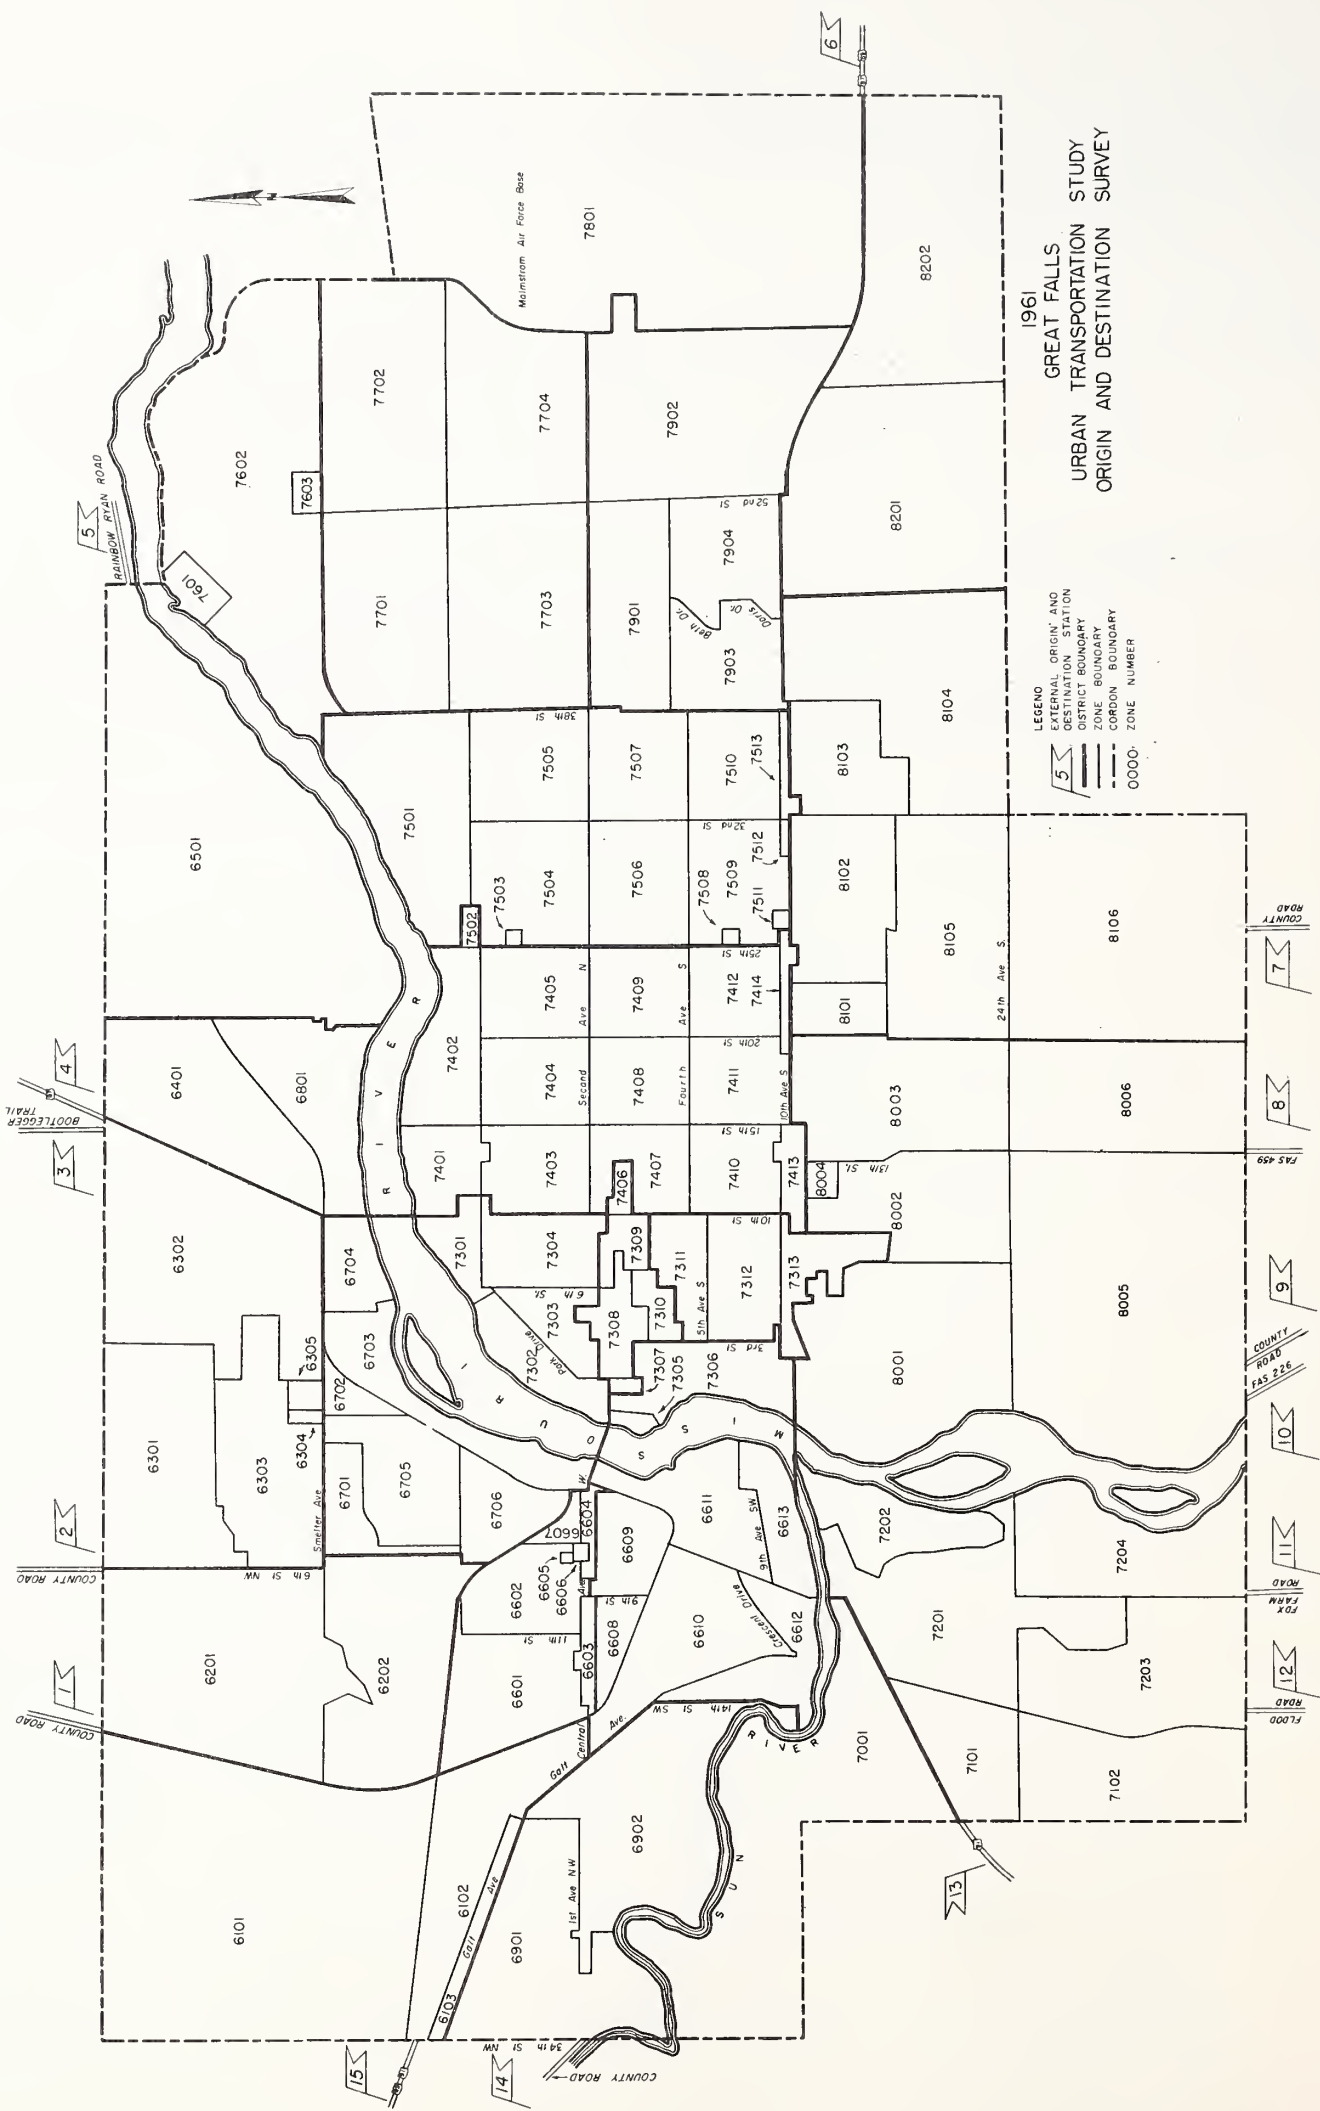 1961
GREAT FALLS
URBAN TRANSPORTATION STUDY
ORIGIN AND DESTINATION SURVEY
LEGEND
5
EXTERNAL ORIGIN AND
DESTINATION STATION
DISTRICT BOUNDARY
ZONE BOUNDARY
CORDON BOUNDARY
0000
ZONE NUMBER
N
15
14
34th St NW
COUNTY ROAD
6101
6102
6103
Galt Ave
6901
1st Ave NW
6902
SUN
RIVER
13
7001
7101
7102
1
COUNTY ROAD
6201
6202
6601
Central
Galt Ave.
14th St SW
2
COUNTY ROAD
6th St NW
Smelter Ave
6301
6302
6303
6304
6305
6701
6702
6703
6704
6705
6706
11th St
6602
6603
Ave
6604
6605
6606
6607
6608
6609
9th St
6610
6611
6612
6613
Crescent Drive
9th Ave SW
W.
MISSOURI
RIVER
7201
7202
7203
7204
12
FLOOD
ROAD
11
FOX
FARM
ROAD
10
FAS 226
COUNTY
ROAD
9
3
BOOTLEGGER
TRAIL
4
6401
6801
6501
7301
7302
Park Drive
7303
6th St.
7304
7305
7306
7307
7308
7309
7310
7311
7312
7313
5th Ave S
3rd St
10th St
7401
7402
7403
7404
7405
7406
7407
7408
7409
7410
7411
7412
7413
7414
Second Ave N
Fourth Ave S
10th Ave S
15th St
20th St
25th St
7501
7502
7503
7504
7505
7506
7507
7508
7509
7510
7511
7512
7513
32nd St
38th St
5
RAINBOW RYAN ROAD
7601
7602
7603
7701
7702
7703
7704
Malmstrom Air Force Base
7801
7901
7902
7903
7904
Beth Dr.
Doris Dr.
52nd St
6
8001
8002
8003
8004
13th St.
8005
8006
8101
8102
8103
8104
8105
24th Ave S.
8106
8201
8202
8
FAS 459
7
COUNTY
ROAD